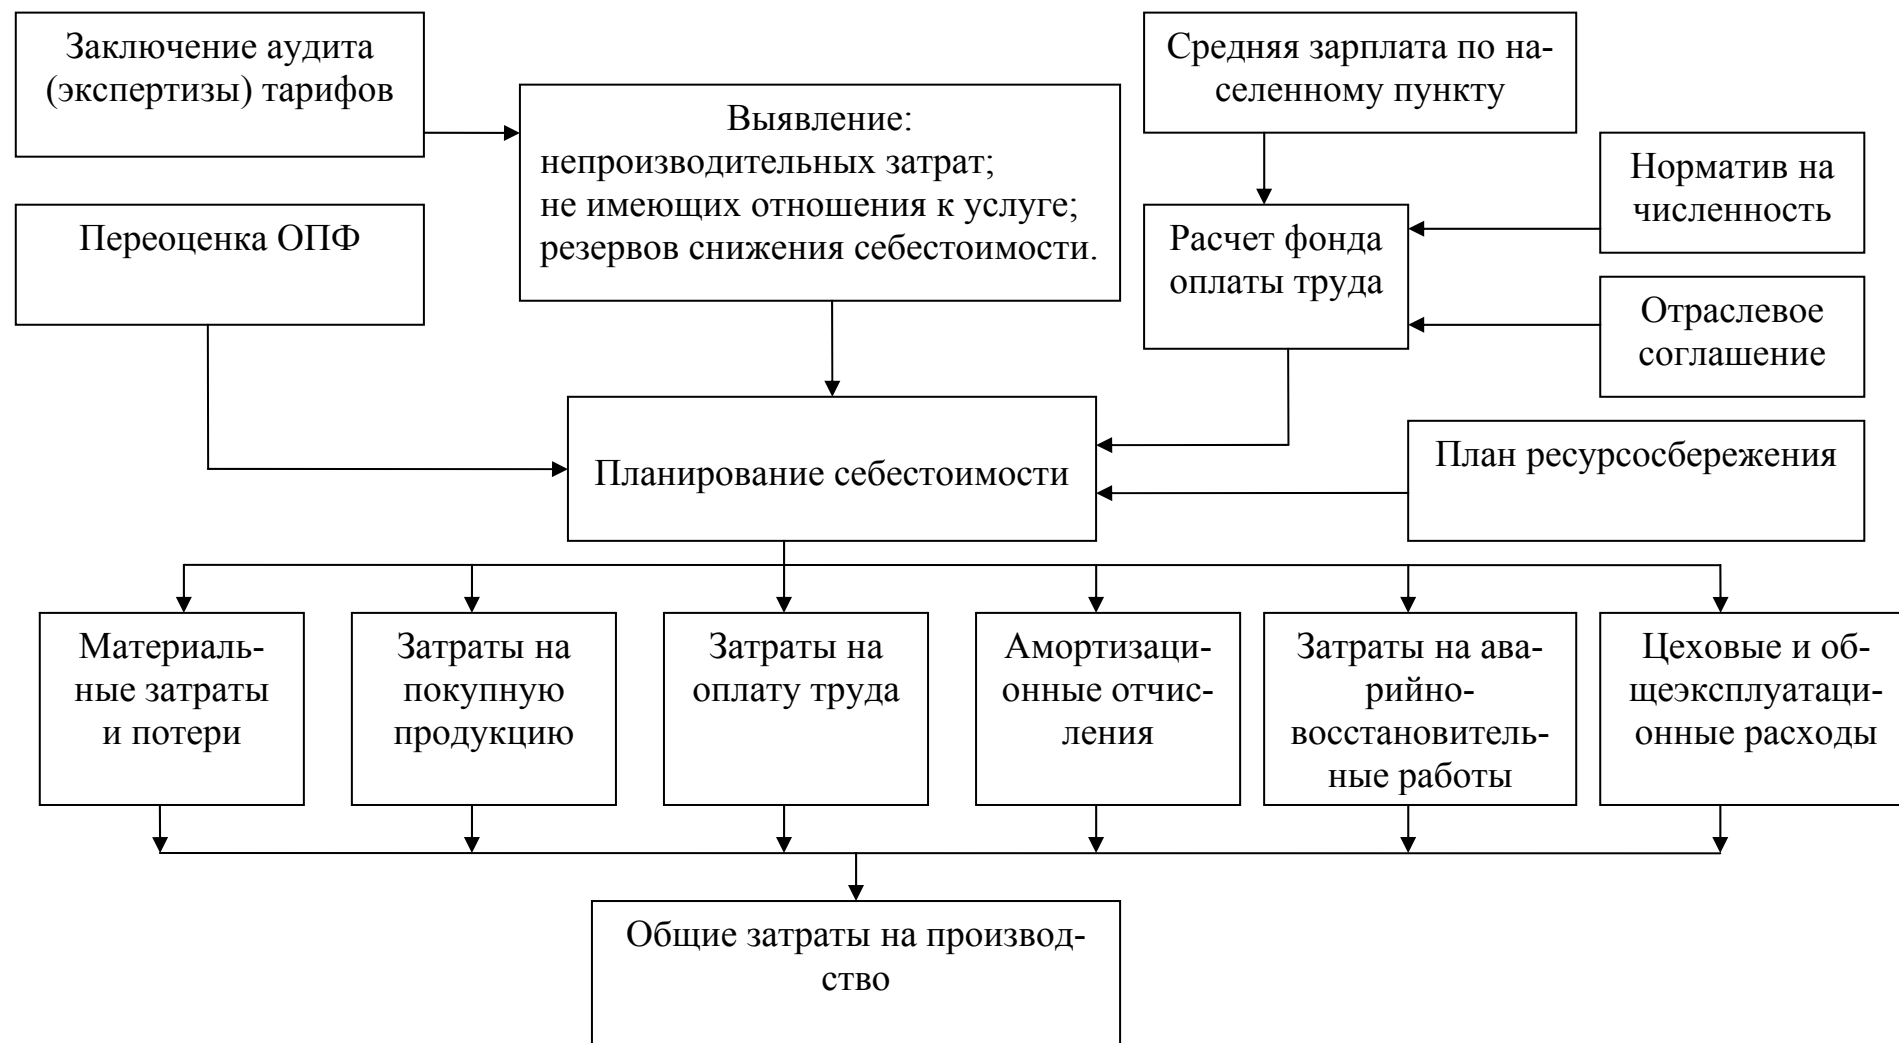 Заключение аудита
(экспертизы) тарифов
Средняя зарплата по на-
селенному пункту
Выявление:
непроизводительных затрат;
не имеющих отношения к услуге;
резервов снижения себестоимости.
Норматив на
численность
Переоценка ОПФ
Расчет фонда
оплаты труда
Отраслевое
соглашение
План ресурсосбережения
Планирование себестоимости
Материаль-
ные затраты
и потери
Затраты на
покупную
продукцию
Затраты на
оплату труда
Амортизаци-
онные отчис-
ления
Затраты на ава-
рийно-
восстановитель-
ные работы
Цеховые и об-
щеэксплуатаци-
онные расходы
Общие затраты на производ-
ство